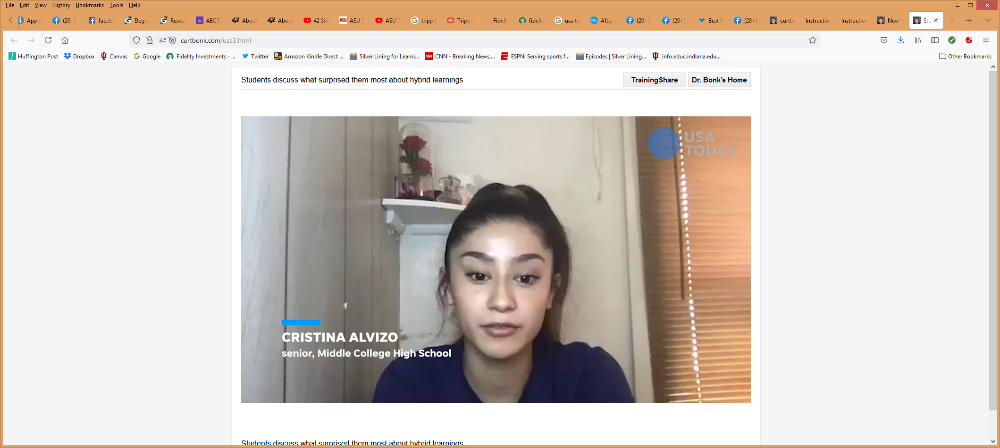 File Edit View History Bookmarks Tools Help
Apply (20+) faceb Degre Resea AECT About About 42 Sili ASU T ASU T tripp Tripp Fidelit fidelity usa to After (20+) (20+) Best B (20+) curtb Instruction Instruction New Stu
curtbonk.com/usa3.html
Huffington Post Dropbox Canvas Google Fidelity Investments - ... Twitter Amazon Kindle Direct ... Silver Lining for Learni... CNN - Breaking News,... ESPN: Serving sports f... Episodes | Silver Lining... info.educ.indiana.edu... Other Bookmarks
Students discuss what surprised them most about hybrid learnings TrainingShare Dr. Bonk’s Home
USA
TODAY
CRISTINA ALVIZO
senior, Middle College High School
Students discuss what surprised them most about hybrid learnings